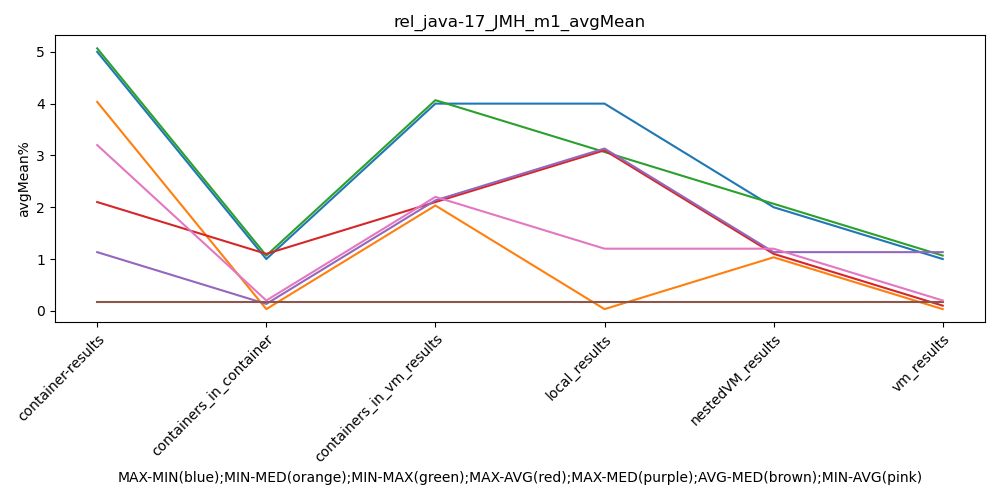 rel_java-17_JMH_m1_avgMean
avgMean%
5
4
3
2
1
0
container-results
containers_in_container
containers_in_vm_results
local_results
nestedVM_results
vm_results
MAX-MIN(blue);MIN-MED(orange);MIN-MAX(green);MAX-AVG(red);MAX-MED(purple);AVG-MED(brown);MIN-AVG(pink)